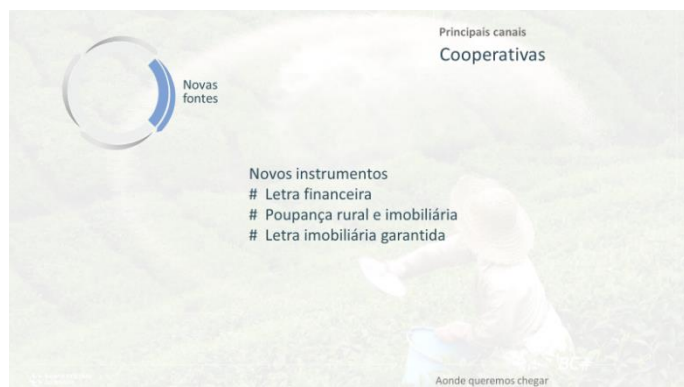 Principais canais
Cooperativas
Novas
fontes
Novos instrumentos
# Letra financeira
# Poupança rural e imobiliária
# Letra imobiliária garantida
Aonde queremos chegar